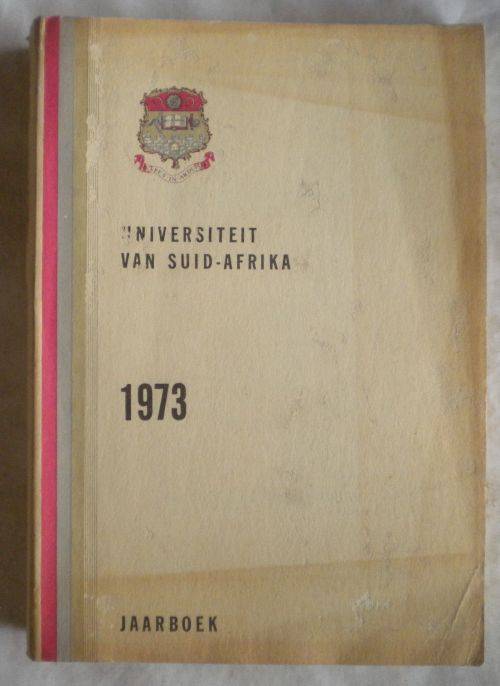 UNIVERSITEIT
VAN SUID-AFRIKA
1973
JAARBOEK